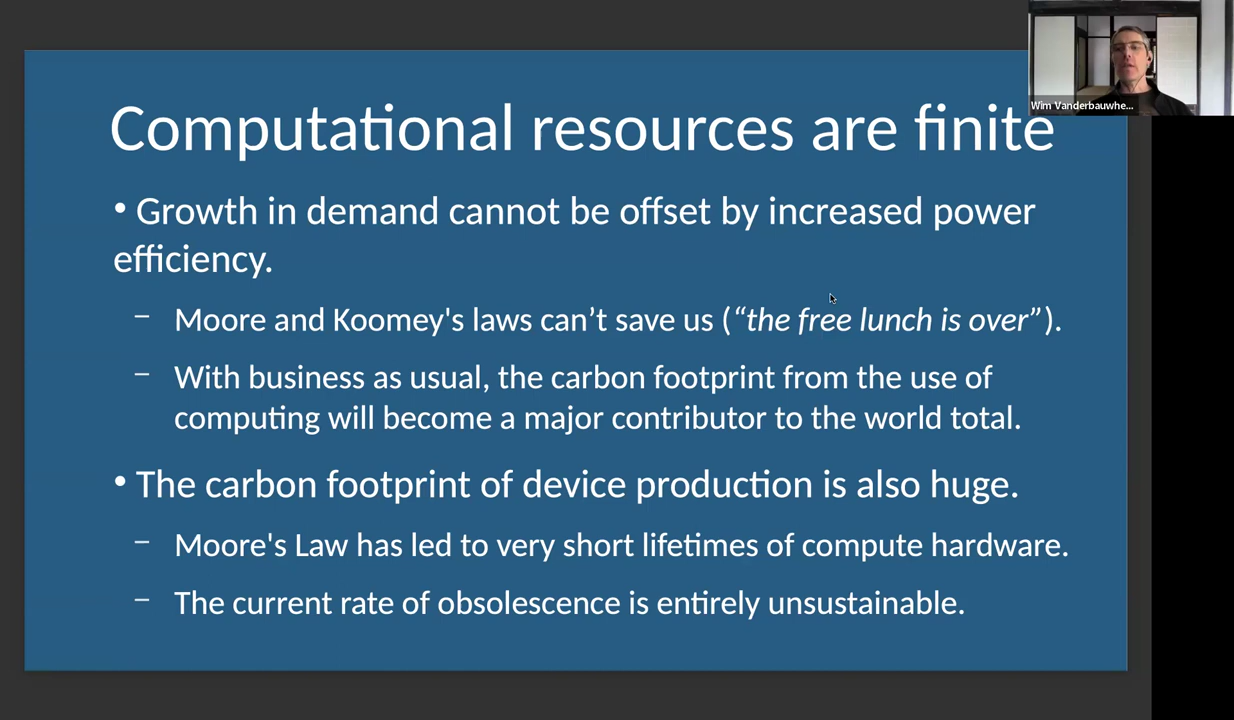 Computational resources are finite
• Growth in demand cannot be offset by increased power
efficiency.
– Moore and Koomey's laws can’t save us (“the free lunch is over”).
– With business as usual, the carbon footprint from the use of
computing will become a major contributor to the world total.
• The carbon footprint of device production is also huge.
– Moore's Law has led to very short lifetimes of compute hardware.
– The current rate of obsolescence is entirely unsustainable.
Wim Vanderbauwhe...